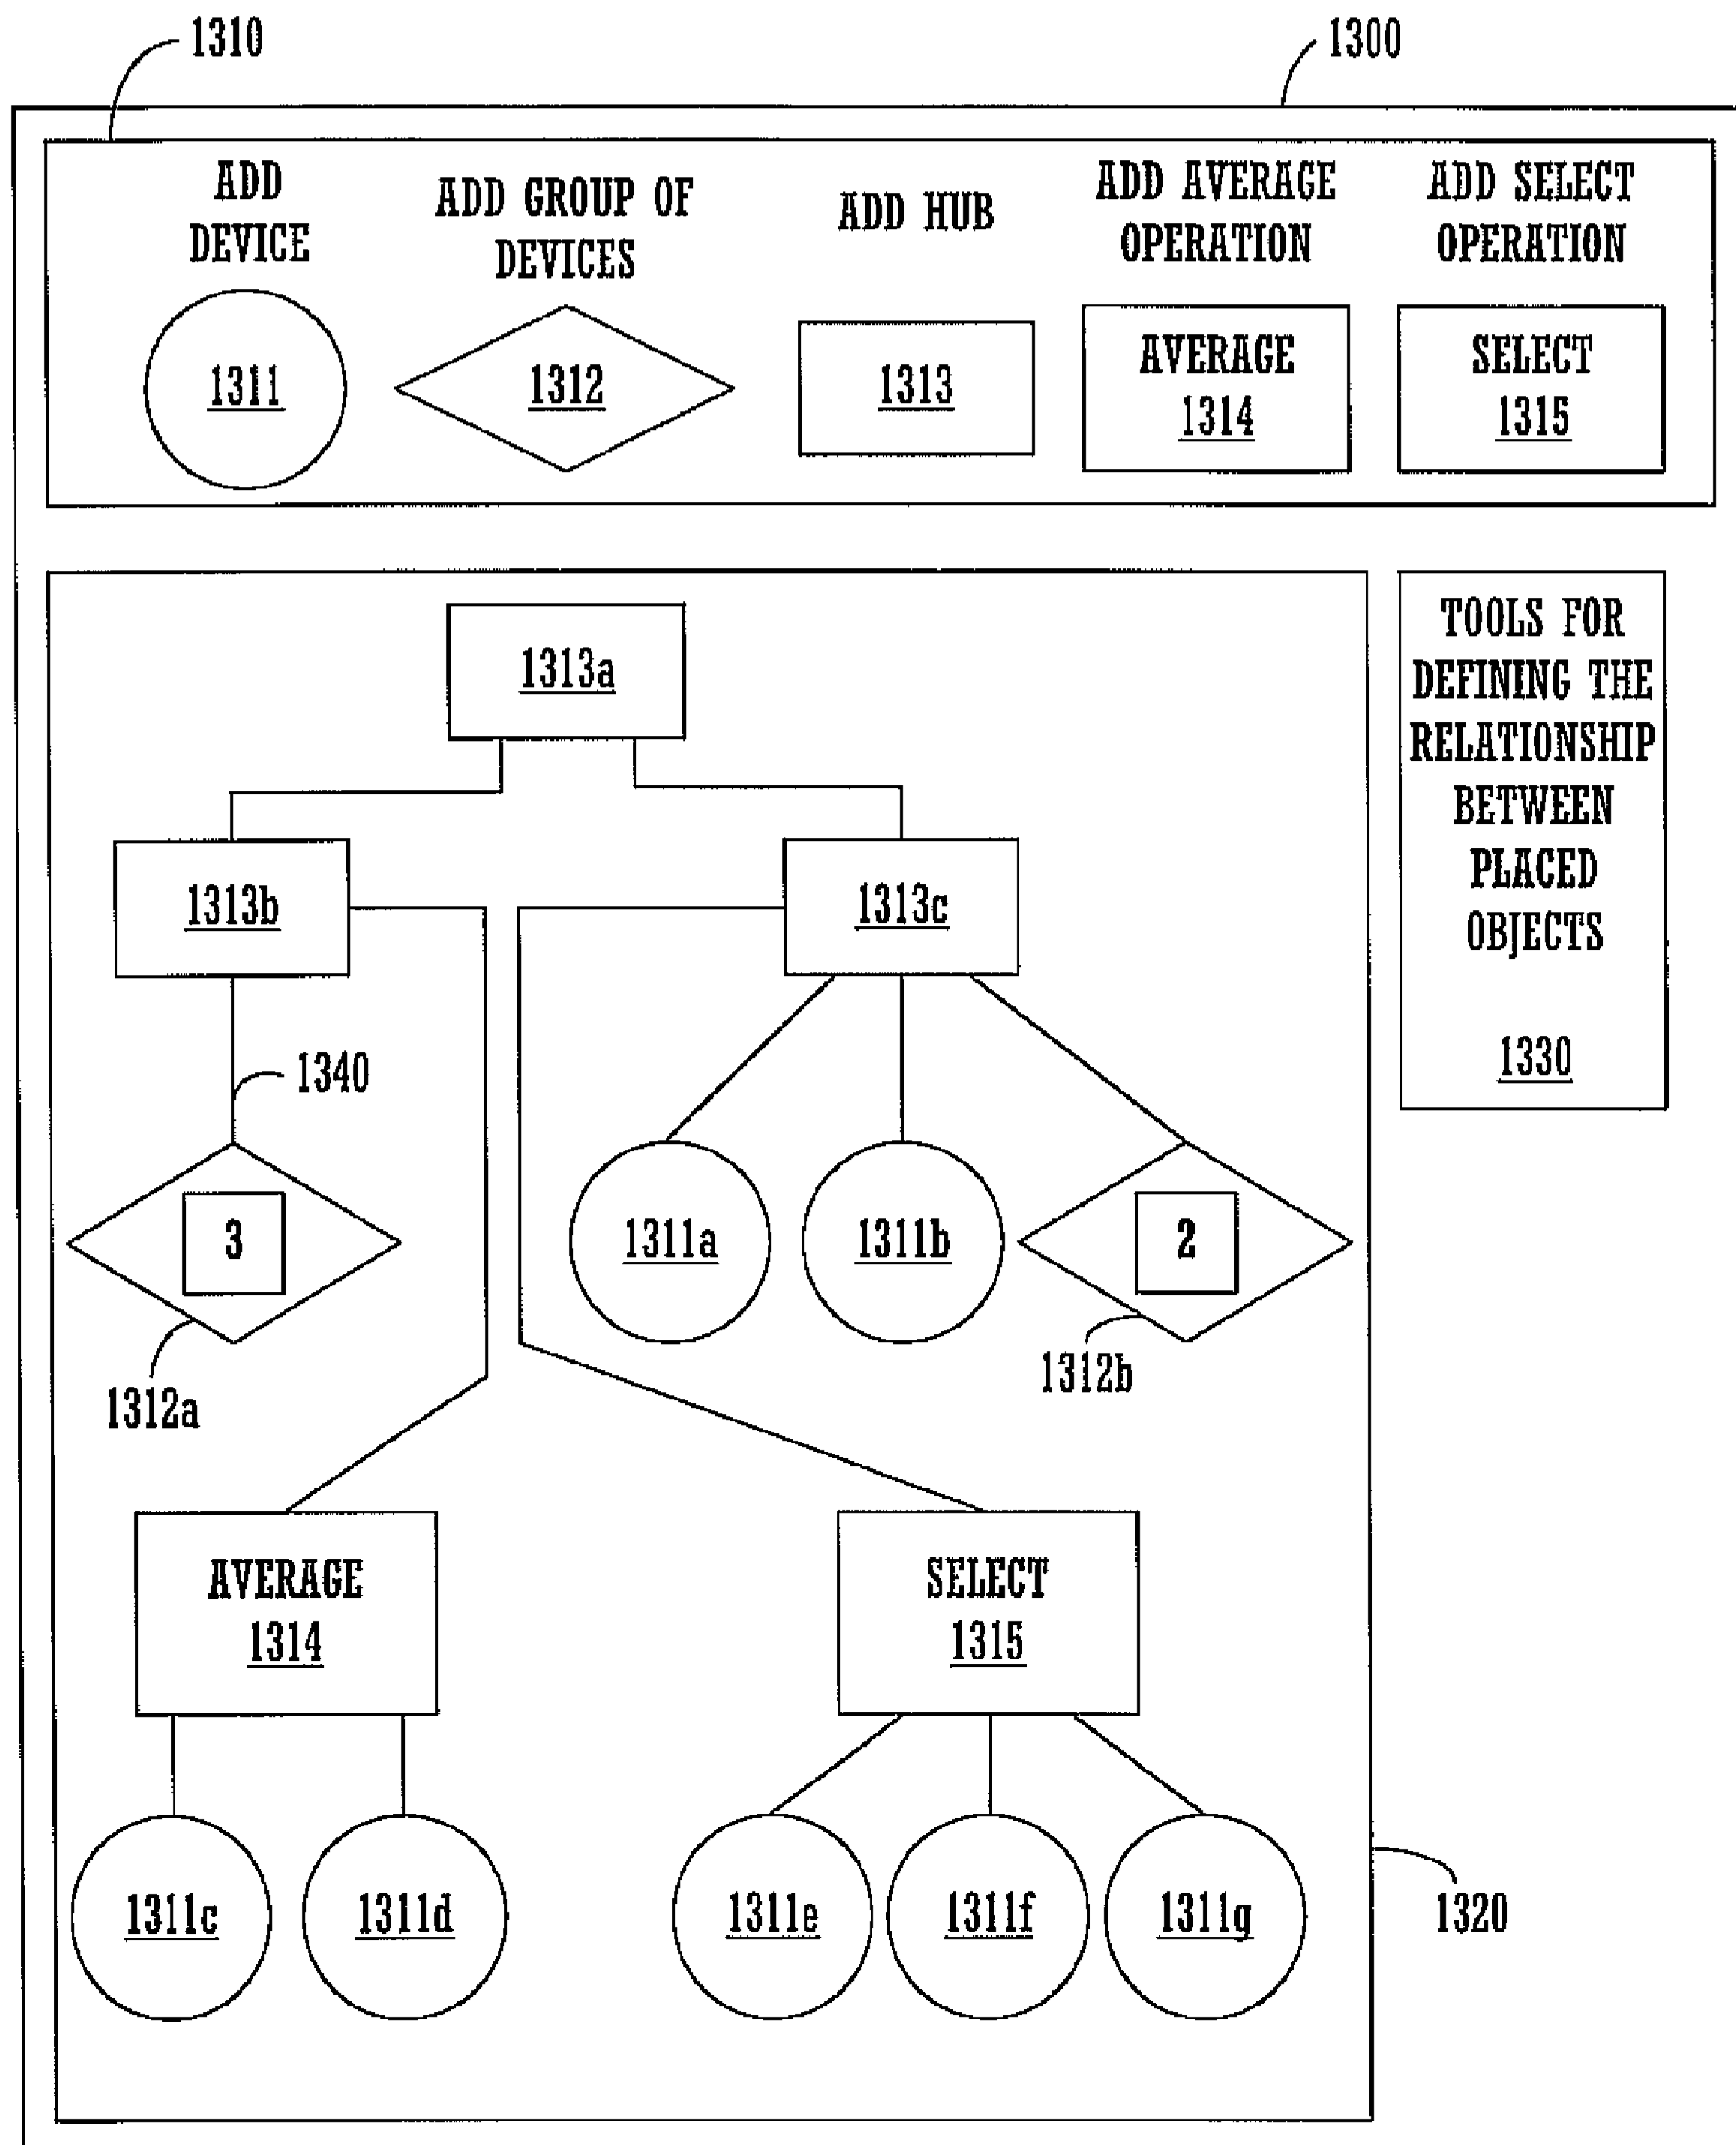 1310
1300
ADD
DEVICE
ADD GROUP OF
DEVICES
ADD HUB
ADD AVERAGE
OPERATION
ADD SELECT
OPERATION
1311
1312
1313
AVERAGE
1314
SELECT
1315
1313a
TOOLS FOR
DEFINING THE
RELATIONSHIP
BETWEEN
PLACED
OBJECTS
1330
1313b
1313c
1340
3
1311a
1311b
2
1312a
1312b
AVERAGE
1314
SELECT
1315
1311c
1311d
1311e
1311f
1311g
1320